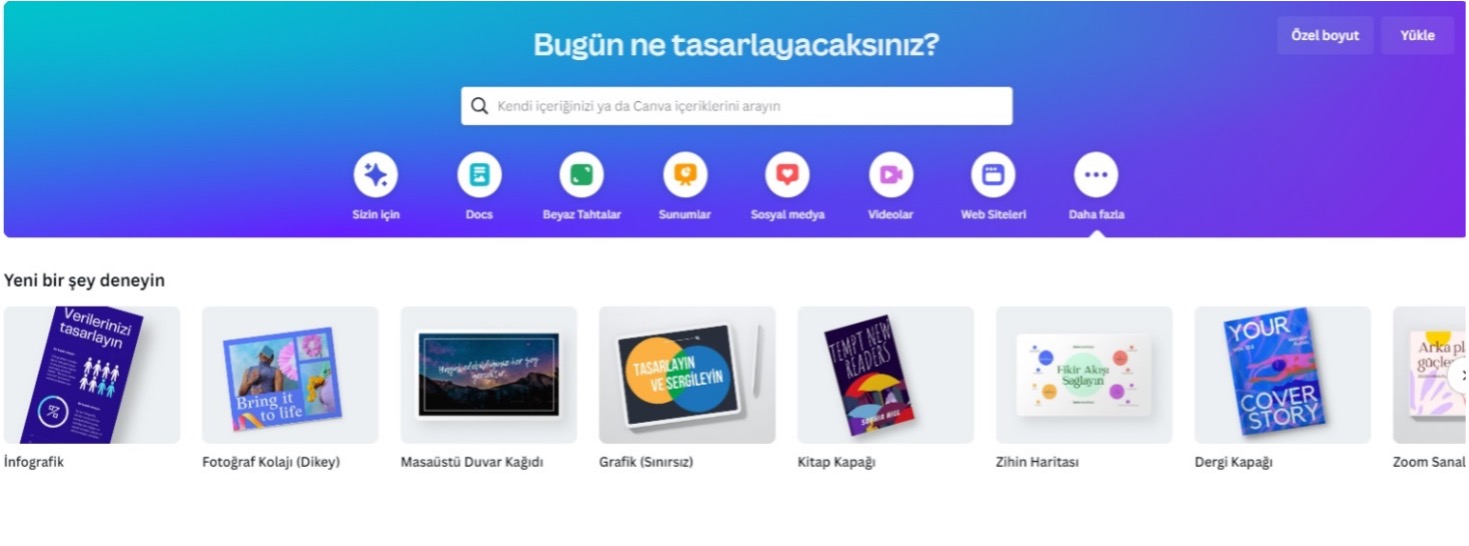 Bugün ne tasarlayacaksınız?
Özel boyut
Yükle
Kendi içeriğinizi ya da Canva içeriklerini arayın
Sizin için
Docs
Beyaz Tahtalar
Sunumlar
Sosyal medya
Videolar
Web Siteleri
Daha fazla
Yeni bir şey deneyin
Verilerinizi
tasarlayın
%
Bring it
to life
TASARLAYIN
VE SERGİLEYİN
TEMPT NEW
READERS
Fikir Akışı
Sağlayın
YOUR
COVER
STORY
Arka pl
güçle
İnfografik
Fotoğraf Kolajı (Dikey)
Masaüstü Duvar Kağıdı
Grafik (Sınırsız)
Kitap Kapağı
Zihin Haritası
Dergi Kapağı
Zoom Sanal